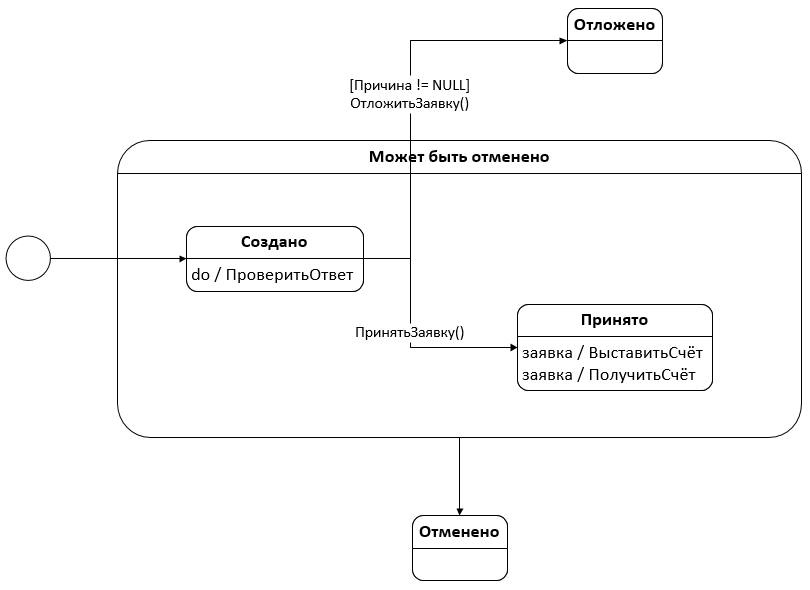 Отложено
[Причина != NULL]
ОтложитьЗаявку()
Может быть отменено
Создано
do / ПроверитьОтвет
ПринятьЗаявку()
Принято
заявка / ВыставитьСчёт
заявка / ПолучитьСчёт
Отменено